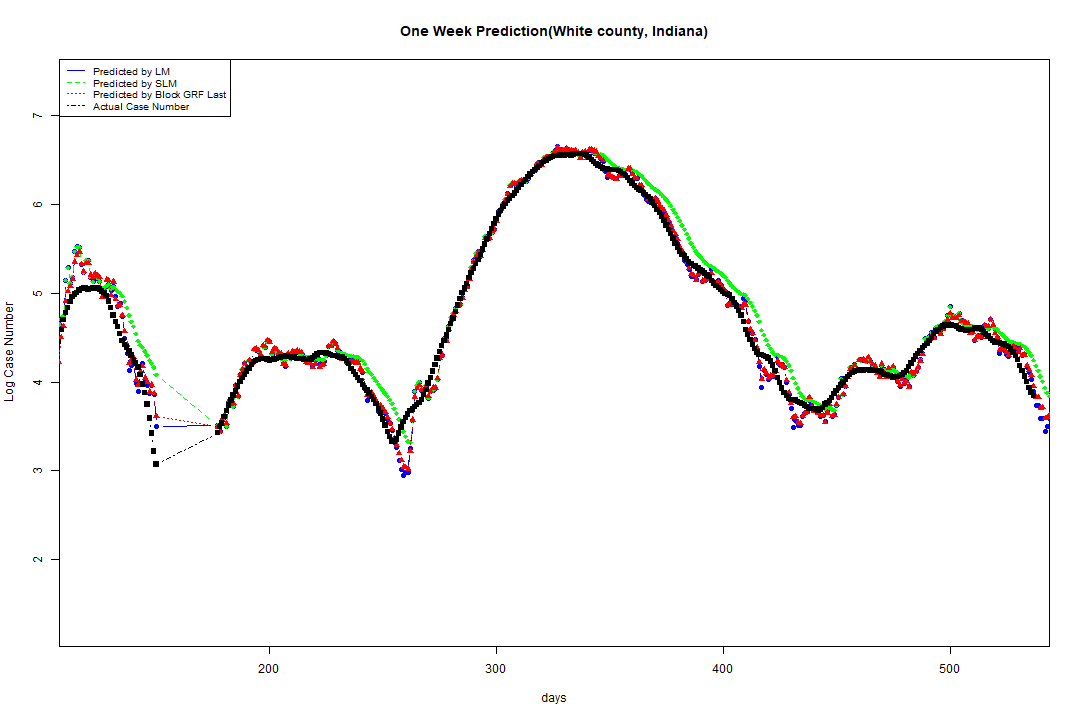 One Week Prediction(White county, Indiana)
Predicted by LM
Predicted by SLM
Predicted by Block GRF Last
Actual Case Number
7
6
5
4
3
2
Log Case Number
200 300 400 500
days